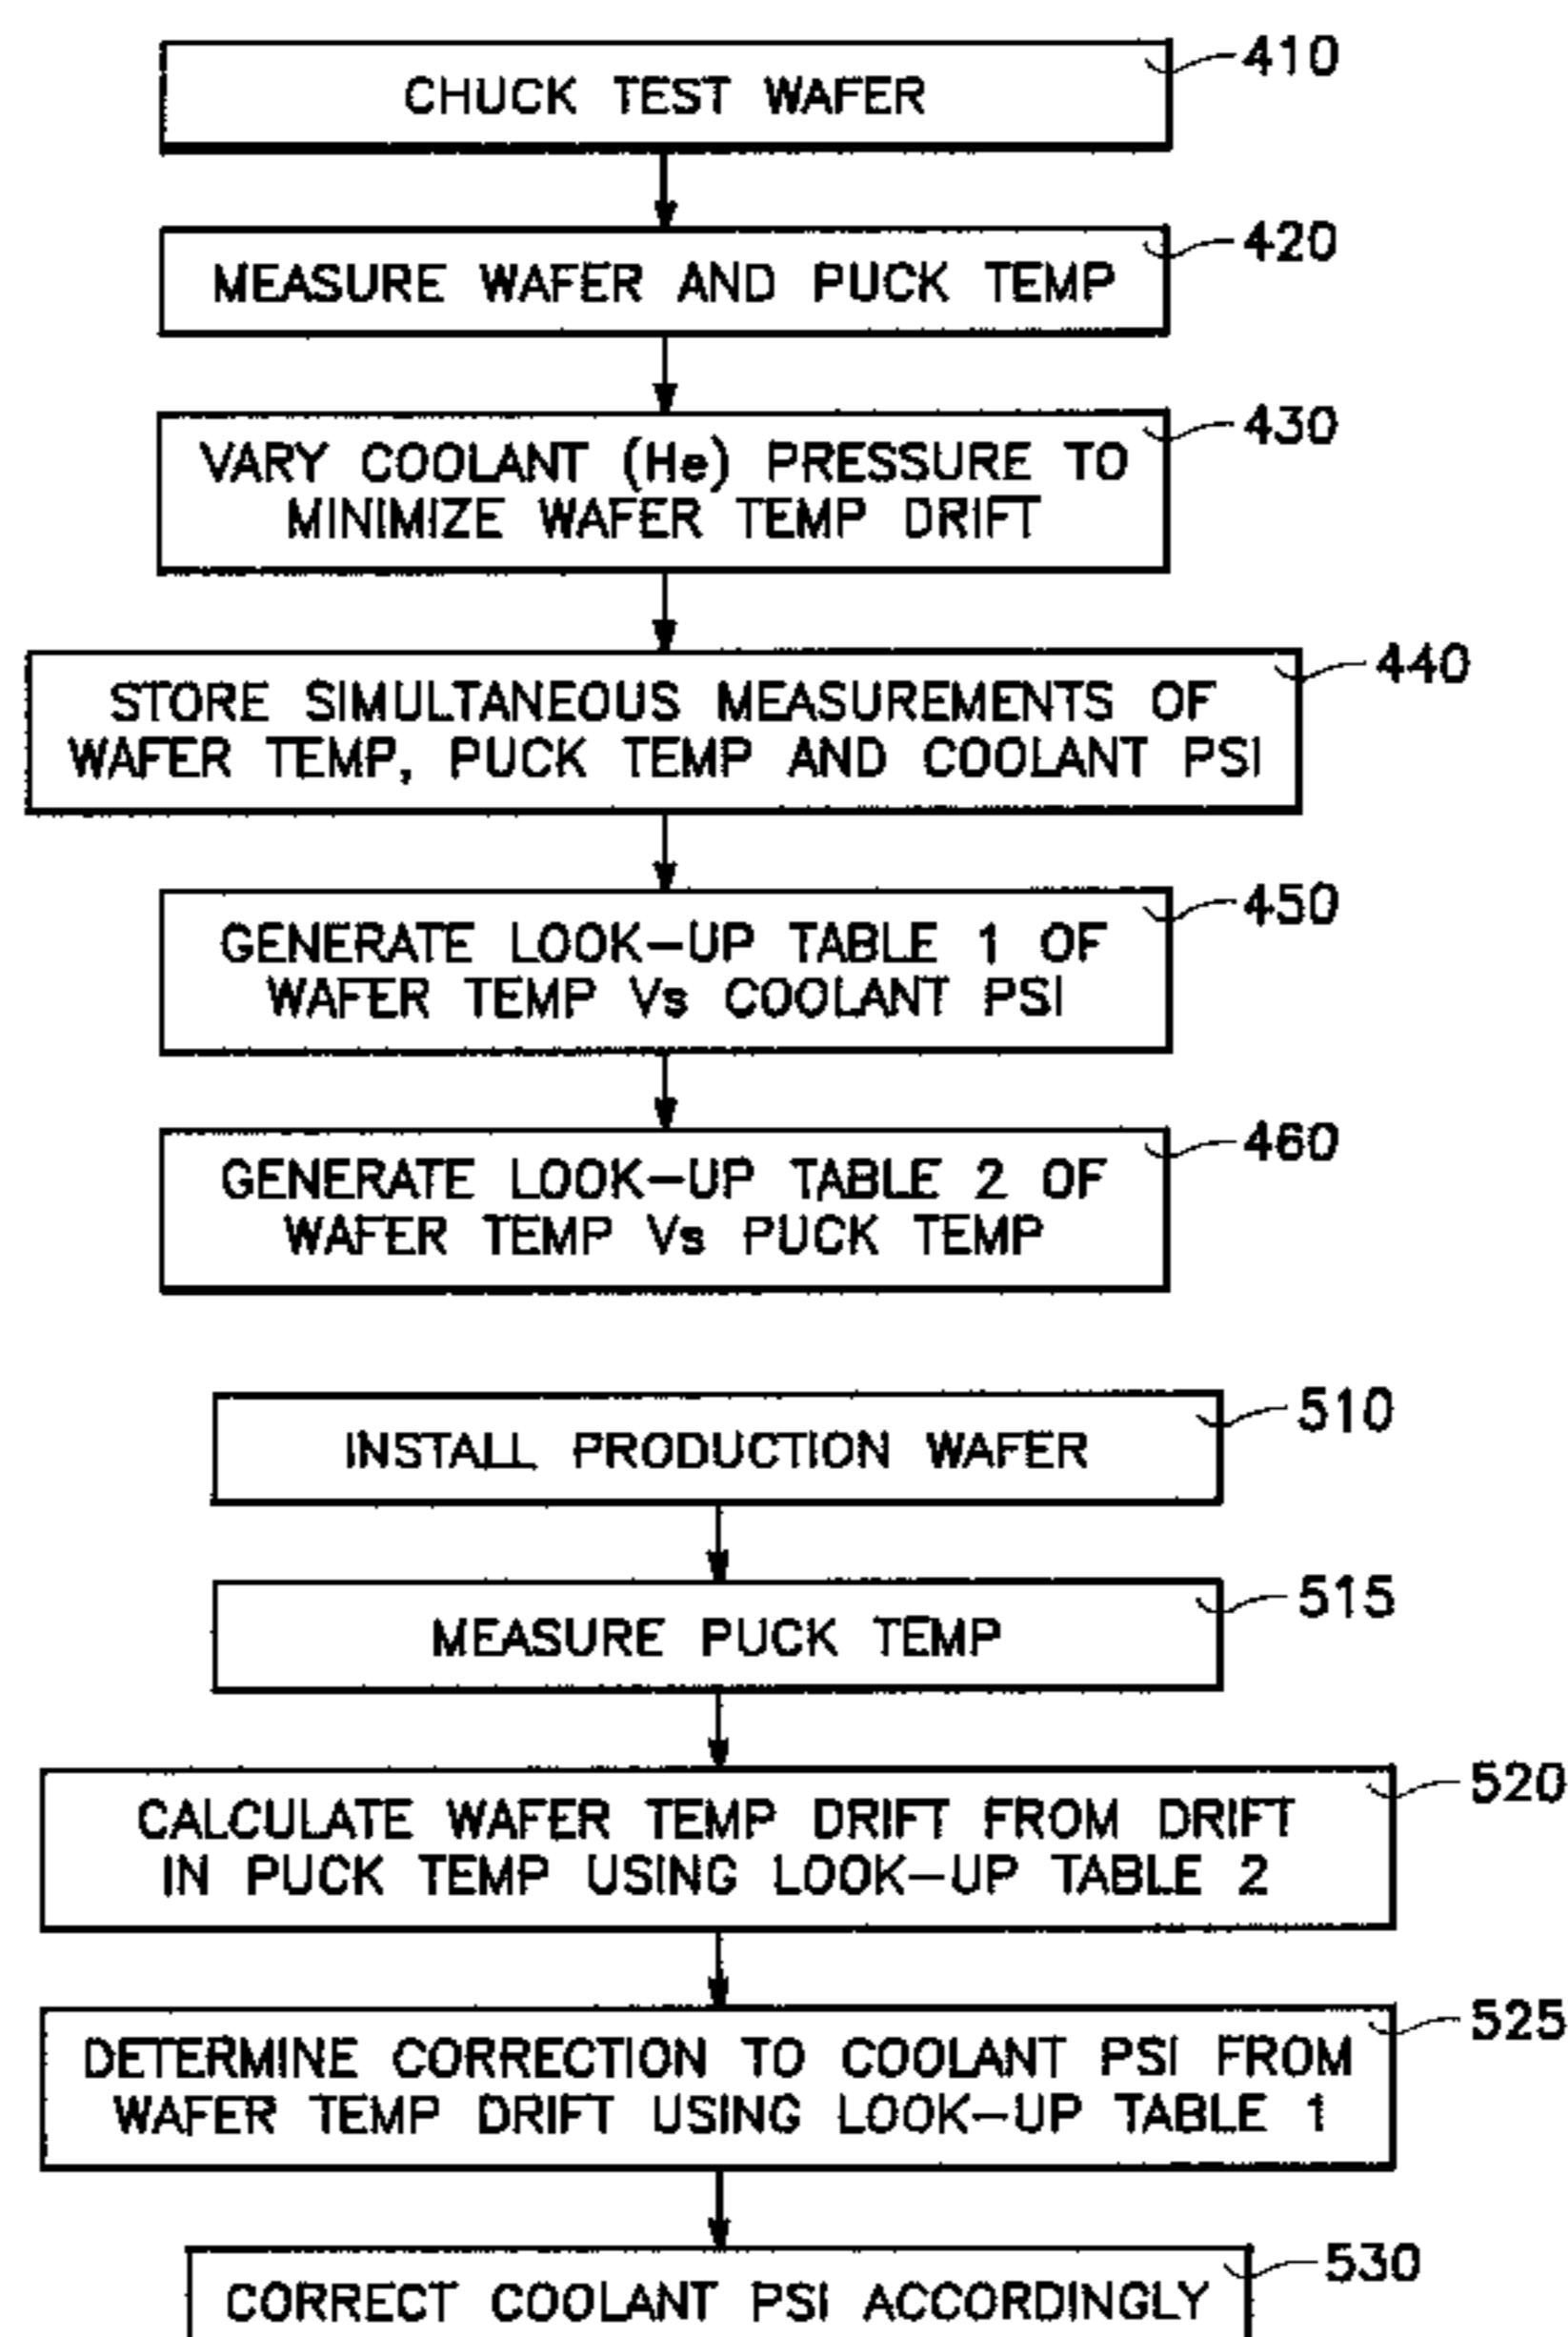 CHUCK TEST WAFER
410
MEASURE WAFER AND PUCK TEMP
420
VARY COOLANT (He) PRESSURE TO
MINIMIZE WAFER TEMP DRIFT
430
STORE SIMULTANEOUS MEASUREMENTS OF
WAFER TEMP, PUCK TEMP AND COOLANT PSI
440
GENERATE LOOK-UP TABLE 1 OF
WAFER TEMP Vs COOLANT PSI
450
GENERATE LOOK-UP TABLE 2 OF
WAFER TEMP Vs PUCK TEMP
460
INSTALL PRODUCTION WAFER
510
MEASURE PUCK TEMP
515
CALCULATE WAFER TEMP DRIFT FROM DRIFT
IN PUCK TEMP USING LOOK-UP TABLE 2
520
DETERMINE CORRECTION TO COOLANT PSI FROM
WAFER TEMP DRIFT USING LOOK-UP TABLE 1
525
CORRECT COOLANT PSI ACCORDINGLY
530